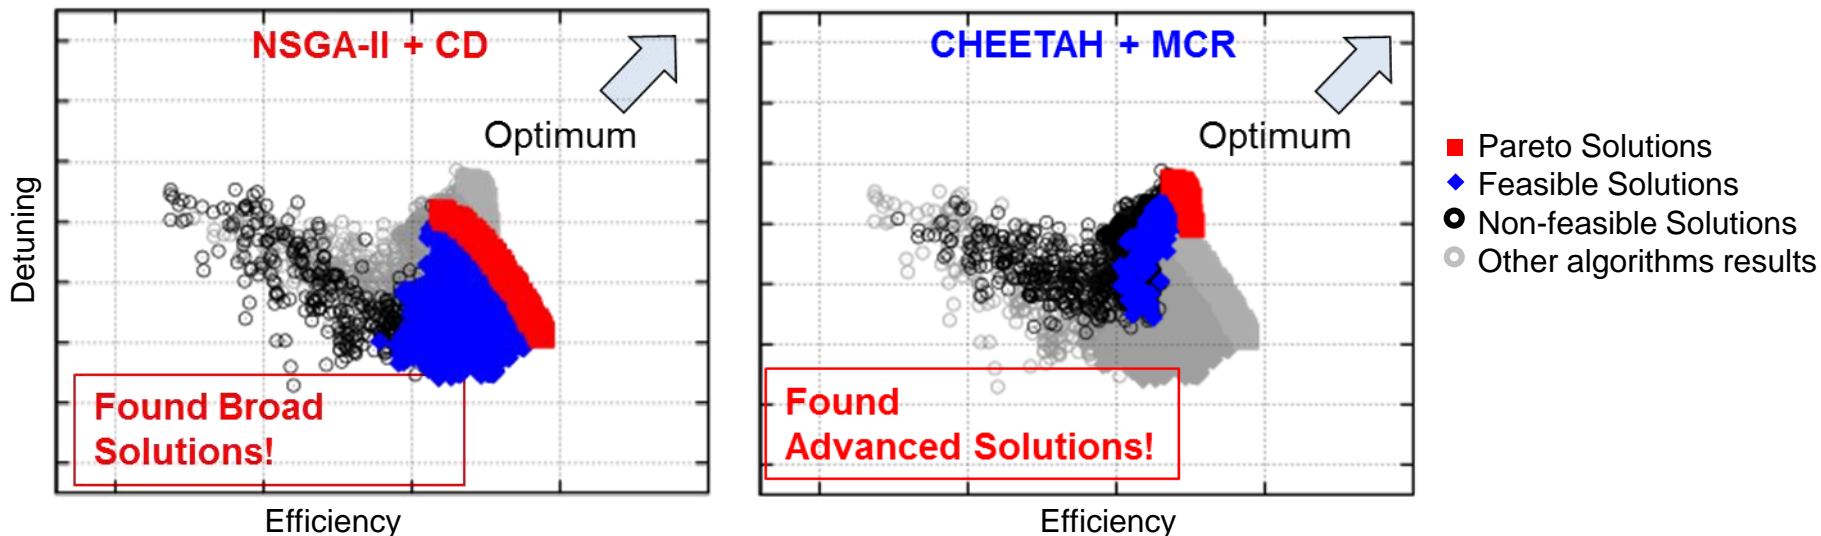 NSGA-II + CD
Optimum
Detuning
Found Broad
Solutions!
Efficiency
CHEETAH + MCR
Optimum
Found
Advanced Solutions!
Efficiency
Pareto Solutions
Feasible Solutions
Non-feasible Solutions
Other algorithms results